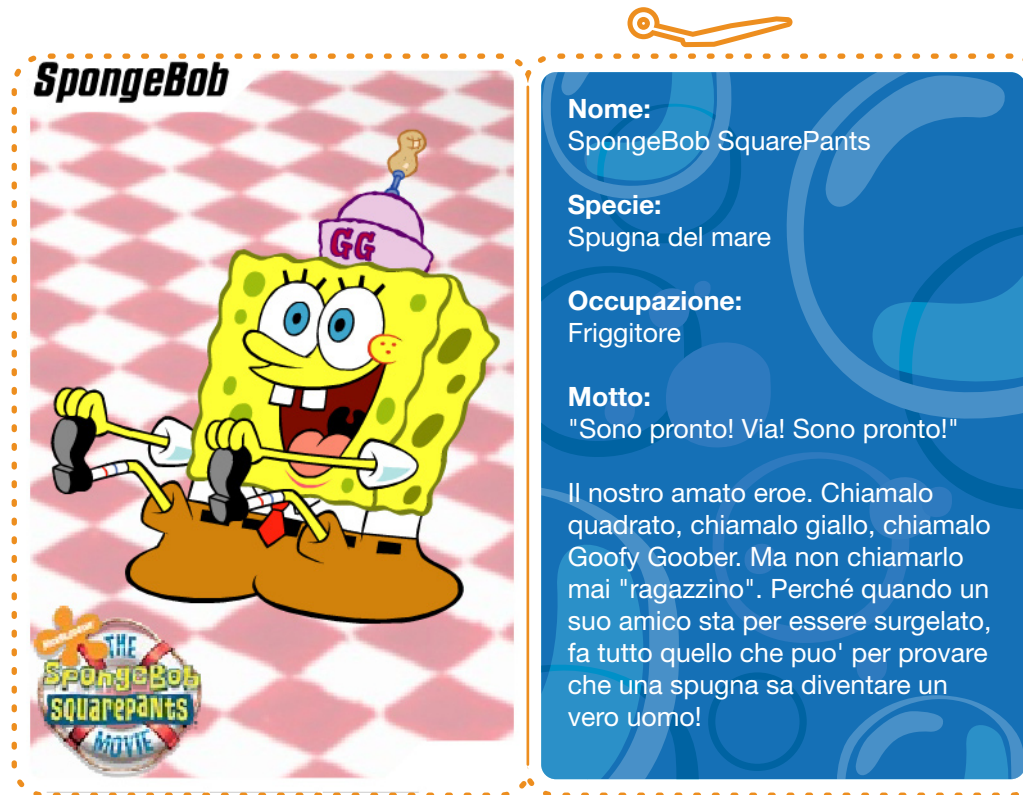 SpongeBob
GG
NICKELODEON
THE
SpongeBob
SQUAREPANTS
MOVIE
Nome:
SpongeBob SquarePants
Specie:
Spugna del mare
Occupazione:
Friggitore
Motto:
"Sono pronto! Via! Sono pronto!"
Il nostro amato eroe. Chiamalo
quadrato, chiamalo giallo, chiamalo
Goofy Goober. Ma non chiamarlo
mai "ragazzino". Perché quando un
suo amico sta per essere surgelato,
fa tutto quello che puo' per provare
che una spugna sa diventare un
vero uomo!